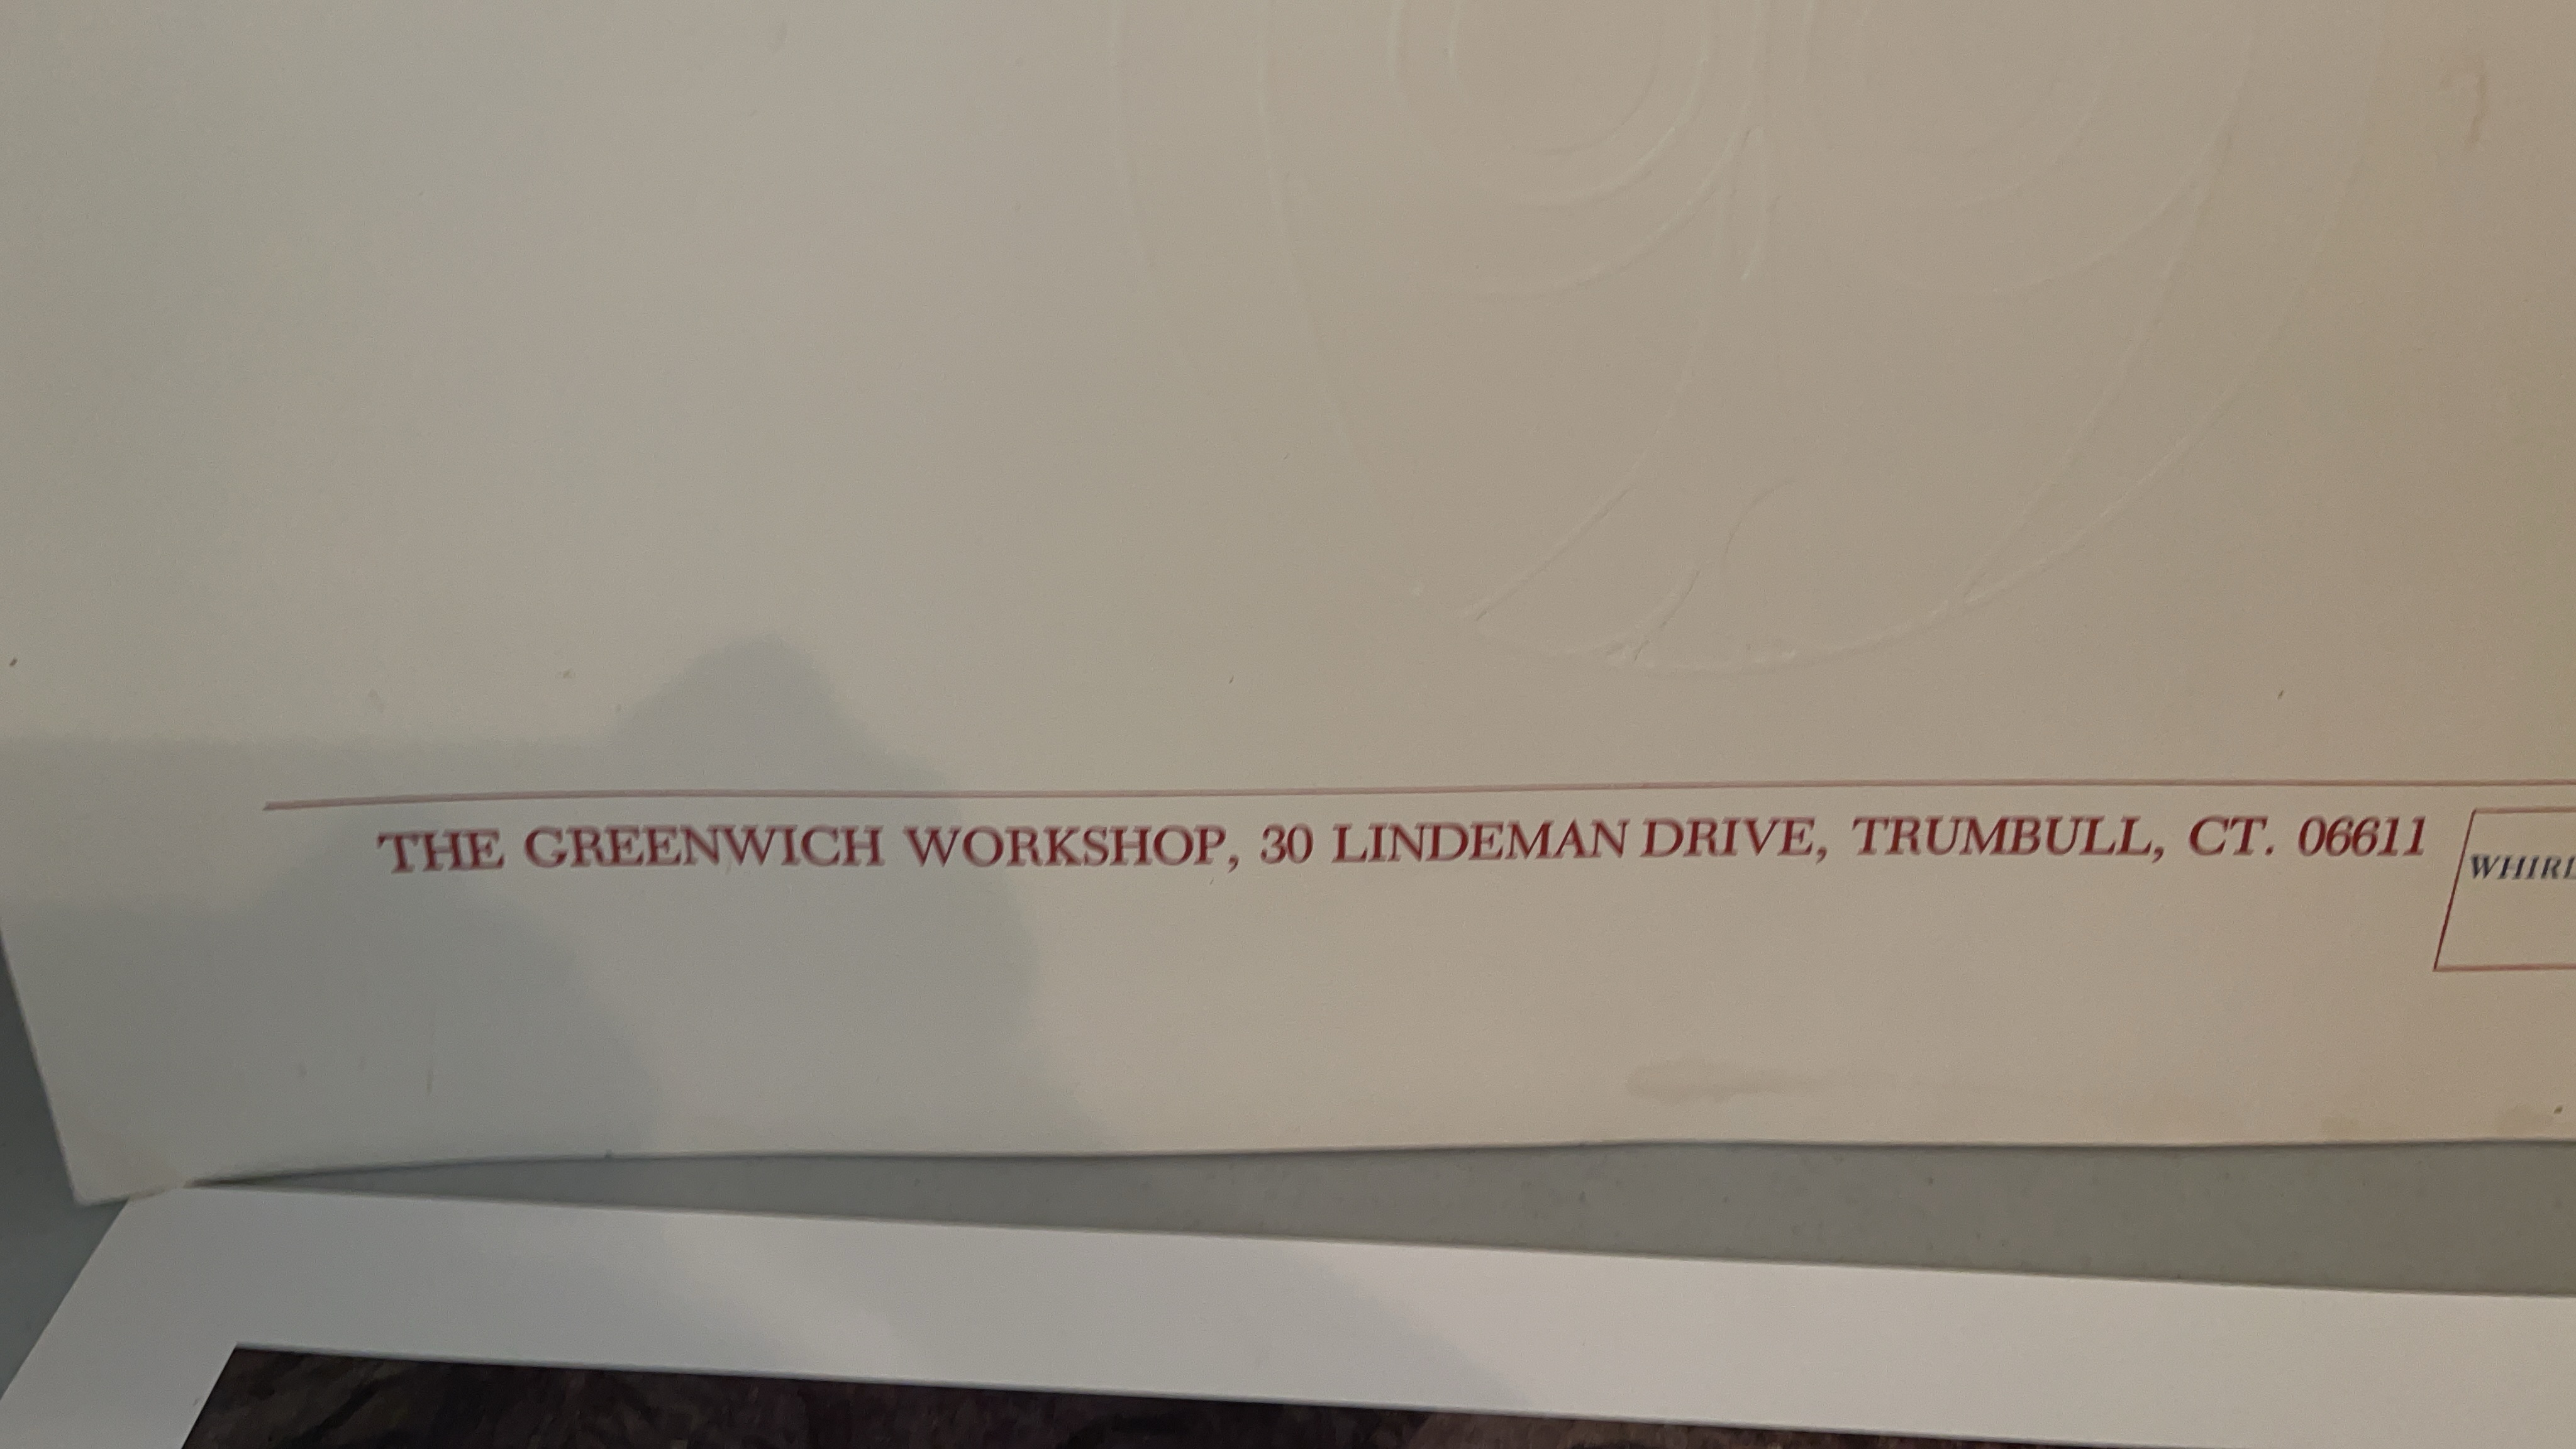 THE GREENWICH WORKSHOP, 30 LINDEMAN DRIVE, TRUMBULL, CT. 06611